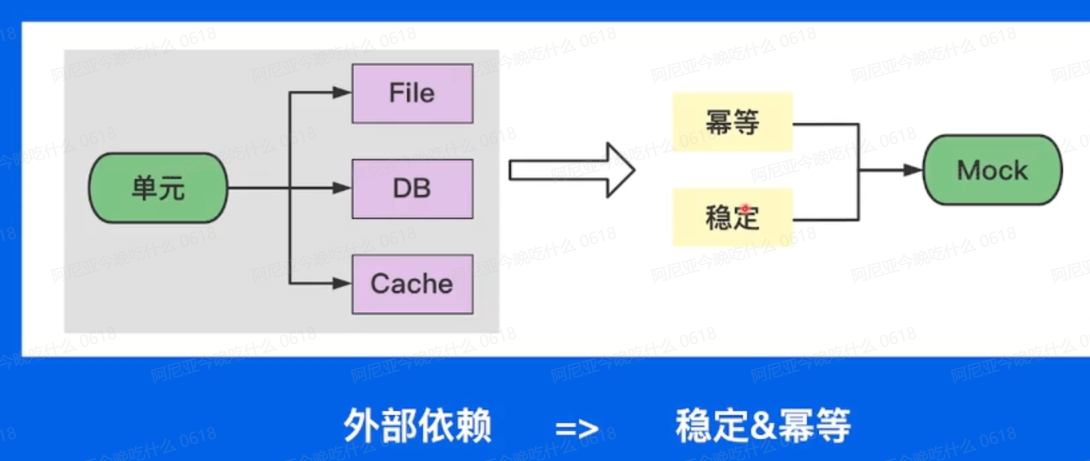 File
幂等
单元
DB
Mock
稳定
Cache
外部依赖 => 稳定&幂等
阿尼亚今晚吃什么 0618